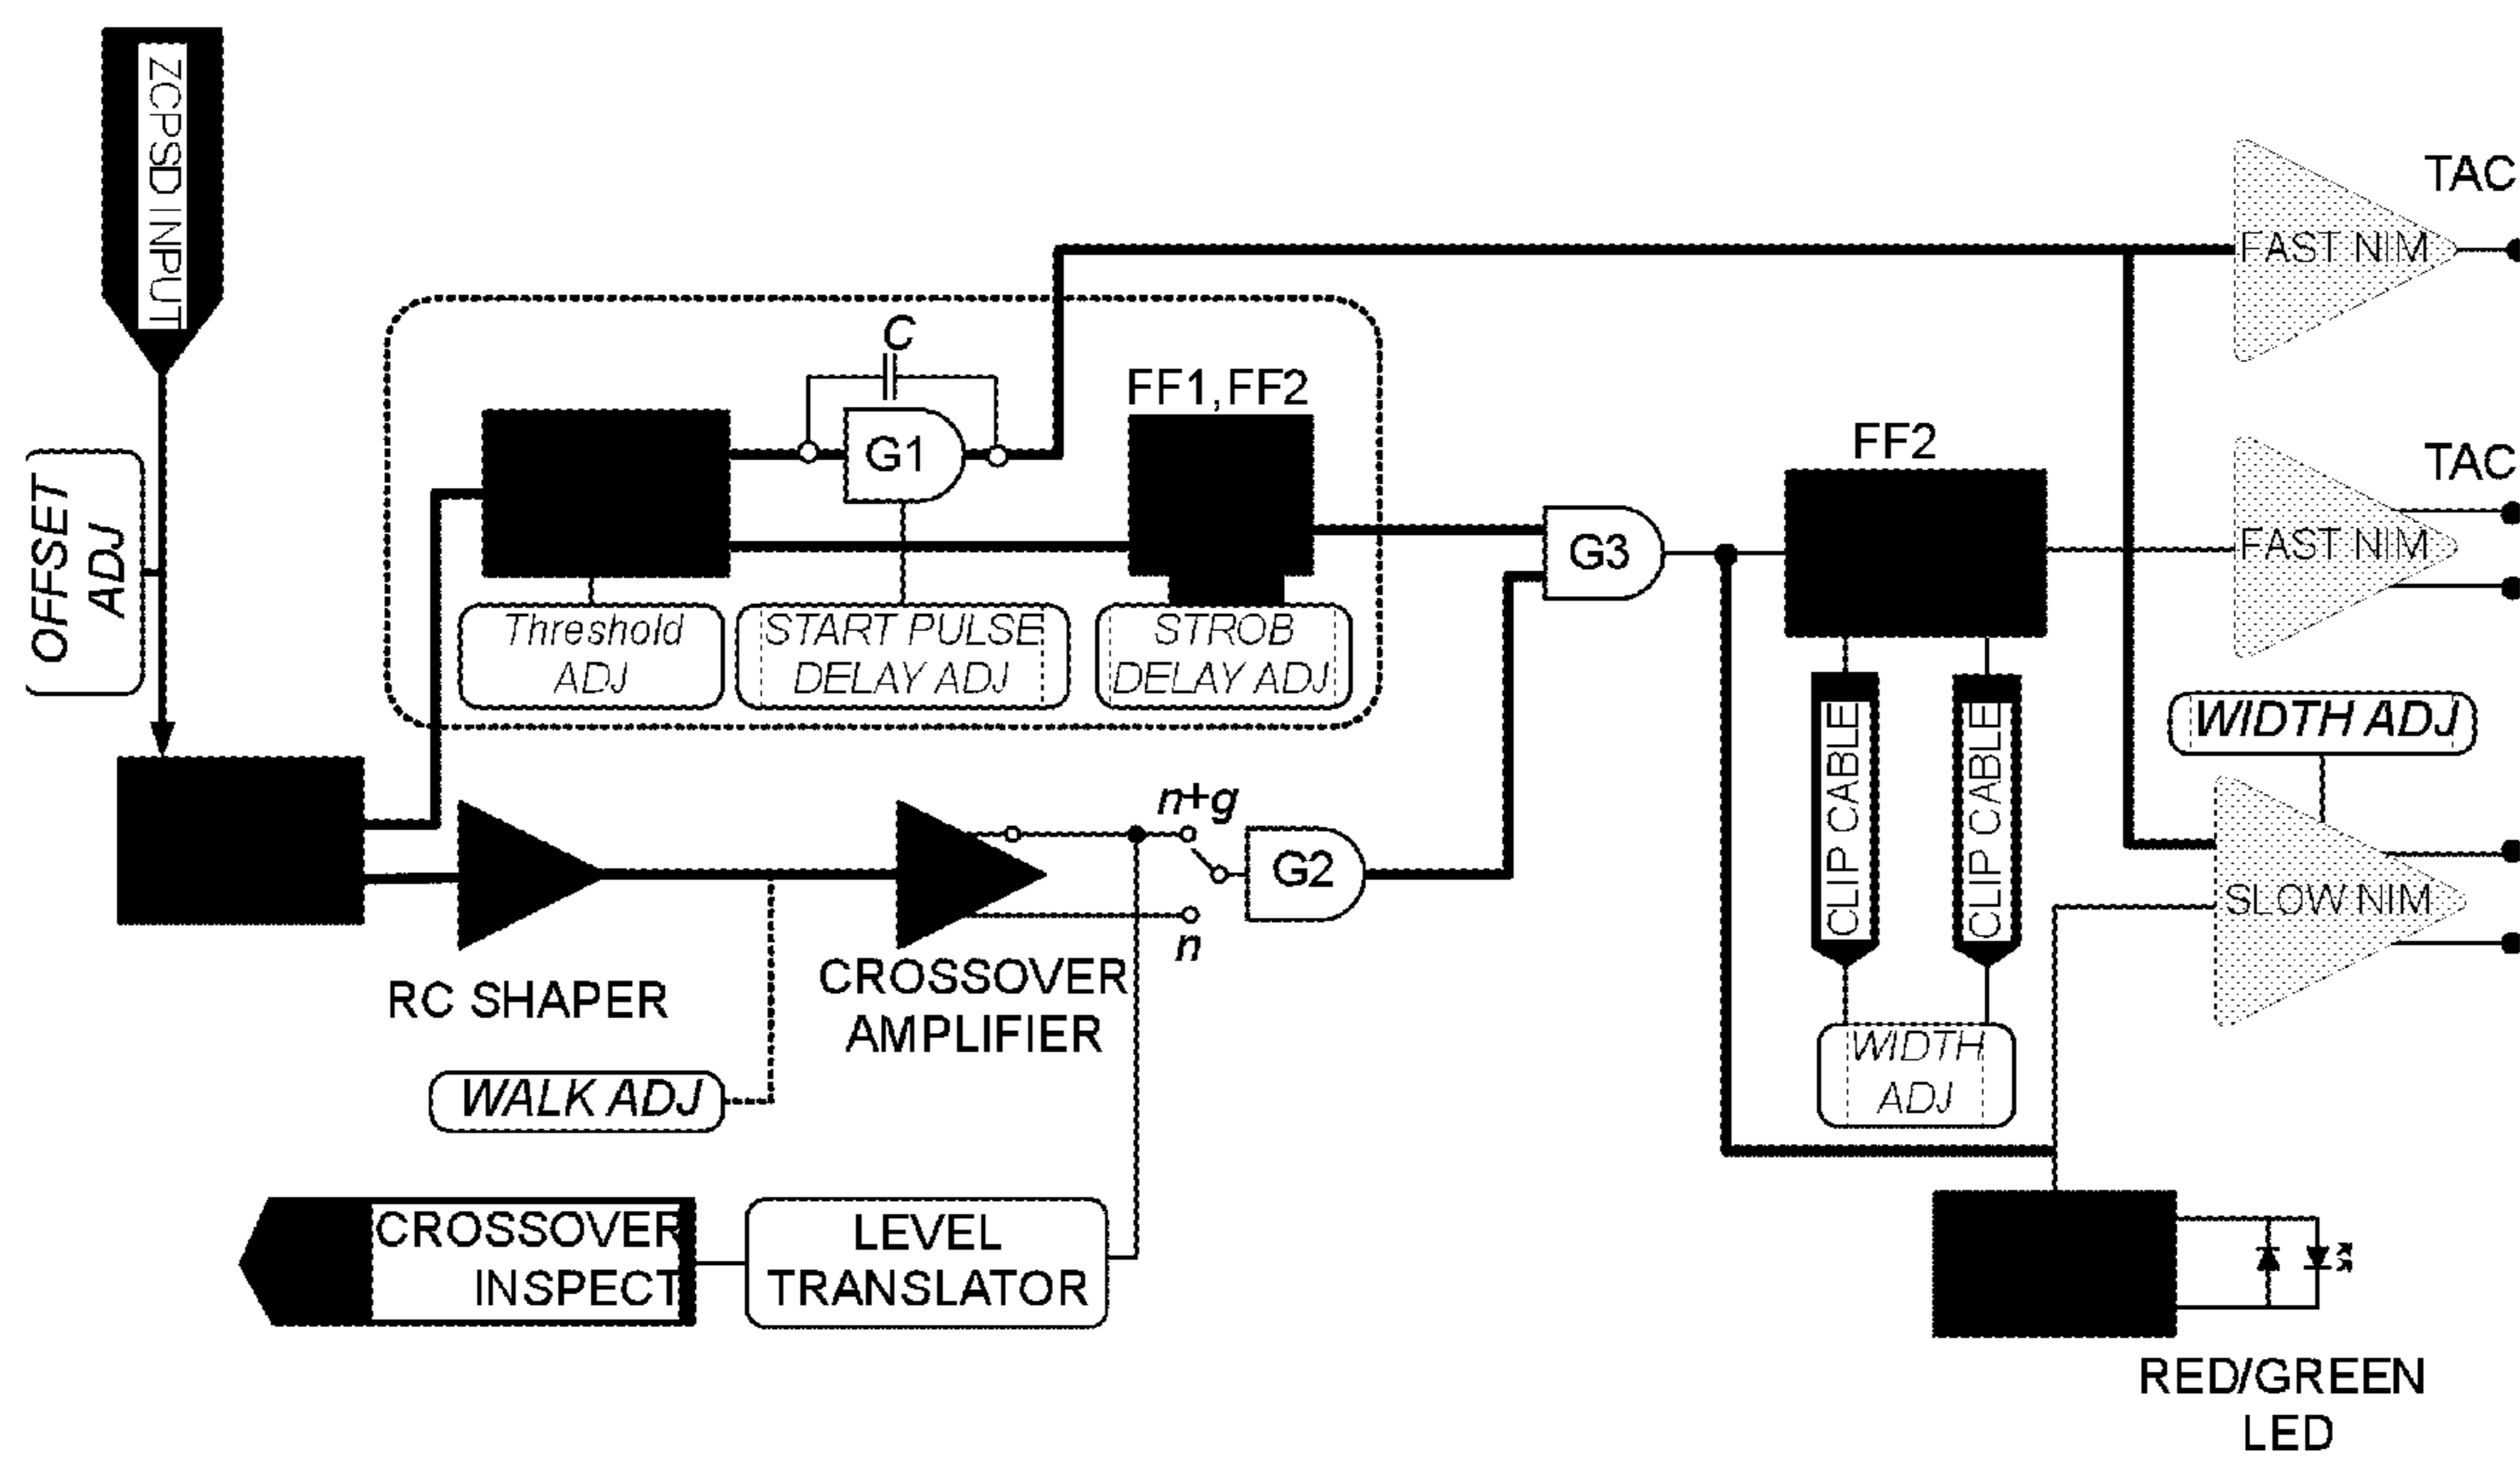 ZCPSD INPUT
TAC
C
FAST NIM
FF1, FF2
G1
FF2
TAC
OFFSET
ADJ
G3
FAST NIM
Threshold
ADJ
START PULSE
DELAY ADJ
STROB
DELAY ADJ
WIDTH ADJ
CLIP CABLE
CLIP CABLE
n+g
G2
SLOW NIM
n
RC SHAPER
CROSSOVER
AMPLIFIER
WIDTH
ADJ
WALK ADJ
CROSSOVER
INSPECT
LEVEL
TRANSLATOR
RED/GREEN
LED